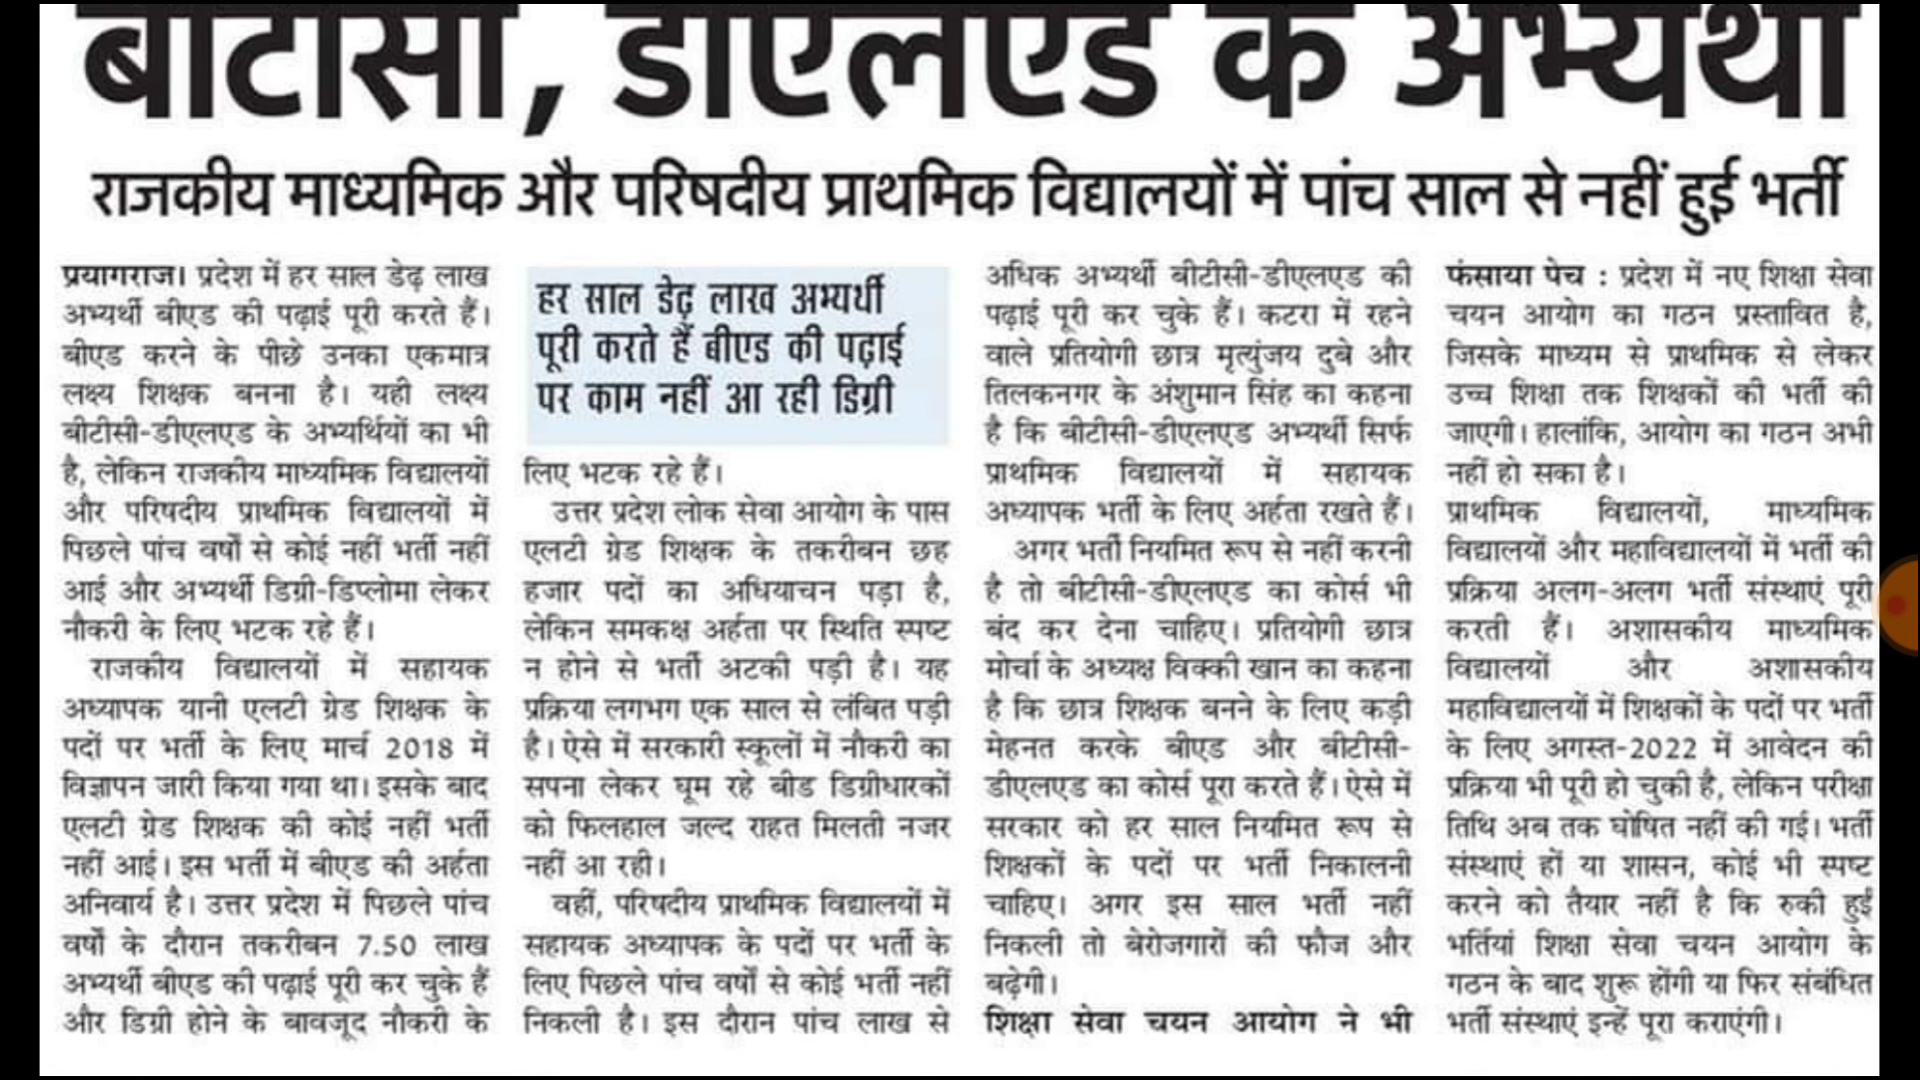 बीटीसी, डीएलएड के अभ्यर्थी
राजकीय माध्यमिक और परिषदीय प्राथमिक विद्यालयों में पांच साल से नहीं हुई भर्ती
प्रयागराज। प्रदेश में हर साल डेढ़ लाख
अभ्यर्थी बीएड की पढ़ाई पूरी करते हैं।
बीएड करने के पीछे उनका एकमात्र
लक्ष्य शिक्षक बनना है। यही लक्ष्य
बीटीसी-डीएलएड के अभ्यर्थियों का भी
है, लेकिन राजकीय माध्यमिक विद्यालयों
और परिषदीय प्राथमिक विद्यालयों में
पिछले पांच वर्षों से कोई नहीं भर्ती नहीं
आई और अभ्यर्थी डिग्री-डिप्लोमा लेकर
नौकरी के लिए भटक रहे हैं।
राजकीय विद्यालयों में सहायक
अध्यापक यानी एलटी ग्रेड शिक्षक के
पदों पर भर्ती के लिए मार्च 2018 में
विज्ञापन जारी किया गया था। इसके बाद
एलटी ग्रेड शिक्षक की कोई नहीं भर्ती
नहीं आई। इस भर्ती में बीएड की अर्हता
अनिवार्य है। उत्तर प्रदेश में पिछले पांच
वर्षों के दौरान तकरीबन 7.50 लाख
अभ्यर्थी बीएड की पढ़ाई पूरी कर चुके हैं
और डिग्री होने के बावजूद नौकरी के
हर साल डेढ़ लाख अभ्यर्थी
पूरी करते हैं बीएड की पढ़ाई
पर काम नहीं आ रही डिग्री
लिए भटक रहे हैं।
उत्तर प्रदेश लोक सेवा आयोग के पास
एलटी ग्रेड शिक्षक के तकरीबन छह
हजार पदों का अधियाचन पड़ा है,
लेकिन समकक्ष अर्हता पर स्थिति स्पष्ट
न होने से भर्ती अटकी पड़ी है। यह
प्रक्रिया लगभग एक साल से लंबित पड़ी
है। ऐसे में सरकारी स्कूलों में नौकरी का
सपना लेकर घूम रहे बीड डिग्रीधारकों
को फिलहाल जल्द राहत मिलती नजर
नहीं आ रही।
वहीं, परिषदीय प्राथमिक विद्यालयों में
सहायक अध्यापक के पदों पर भर्ती के
लिए पिछले पांच वर्षों से कोई भर्ती नहीं
निकली है। इस दौरान पांच लाख से
अधिक अभ्यर्थी बीटीसी-डीएलएड की
पढ़ाई पूरी कर चुके हैं। कटरा में रहने
वाले प्रतियोगी छात्र मृत्युंजय दुबे और
तिलकनगर के अंशुमान सिंह का कहना
है कि बीटीसी-डीएलएड अभ्यर्थी सिर्फ
प्राथमिक विद्यालयों में सहायक
अध्यापक भर्ती के लिए अर्हता रखते हैं।
अगर भर्ती नियमित रूप से नहीं करनी
है तो बीटीसी-डीएलएड का कोर्स भी
बंद कर देना चाहिए। प्रतियोगी छात्र
मोर्चा के अध्यक्ष विक्की खान का कहना
है कि छात्र शिक्षक बनने के लिए कड़ी
मेहनत करके बीएड और बीटीसी-
डीएलएड का कोर्स पूरा करते हैं। ऐसे में
सरकार को हर साल नियमित रूप से
शिक्षकों के पदों पर भर्ती निकालनी
चाहिए। अगर इस साल भर्ती नहीं
निकली तो बेरोजगारों की फौज और
बढ़ेगी।
शिक्षा सेवा चयन आयोग ने भी
फंसाया पेच : प्रदेश में नए शिक्षा सेवा
चयन आयोग का गठन प्रस्तावित है,
जिसके माध्यम से प्राथमिक से लेकर
उच्च शिक्षा तक शिक्षकों की भर्ती की
जाएगी। हालांकि, आयोग का गठन अभी
नहीं हो सका है।
प्राथमिक विद्यालयों, माध्यमिक
विद्यालयों और महाविद्यालयों में भर्ती की
प्रक्रिया अलग-अलग भर्ती संस्थाएं पूरी
करती हैं। अशासकीय माध्यमिक
विद्यालयों और अशासकीय
महाविद्यालयों में शिक्षकों के पदों पर भर्ती
के लिए अगस्त-2022 में आवेदन की
प्रक्रिया भी पूरी हो चुकी है, लेकिन परीक्षा
तिथि अब तक घोषित नहीं की गई। भर्ती
संस्थाएं हों या शासन, कोई भी स्पष्ट
करने को तैयार नहीं है कि रुकी हुईं
भर्तियां शिक्षा सेवा चयन आयोग के
गठन के बाद शुरू होंगी या फिर संबंधित
भर्ती संस्थाएं इन्हें पूरा कराएंगी।